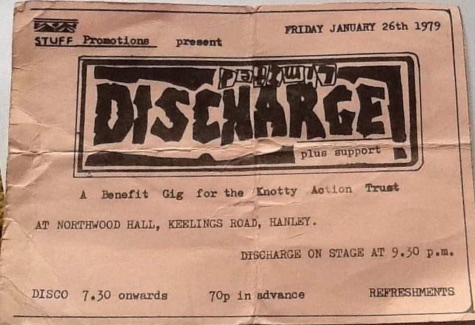 FRIDAY JANUARY 26th 1979
STUFF Promotions present
DISCHARGE
plus support
A Benefit Gig for the Knotty Action Trust
AT NORTHWOOD HALL, KEELINGS ROAD, HANLEY.
DISCHARGE ON STAGE AT 9.30 p.m.
DISCO 7.30 onwards 70p in advance REFRESHMENTS